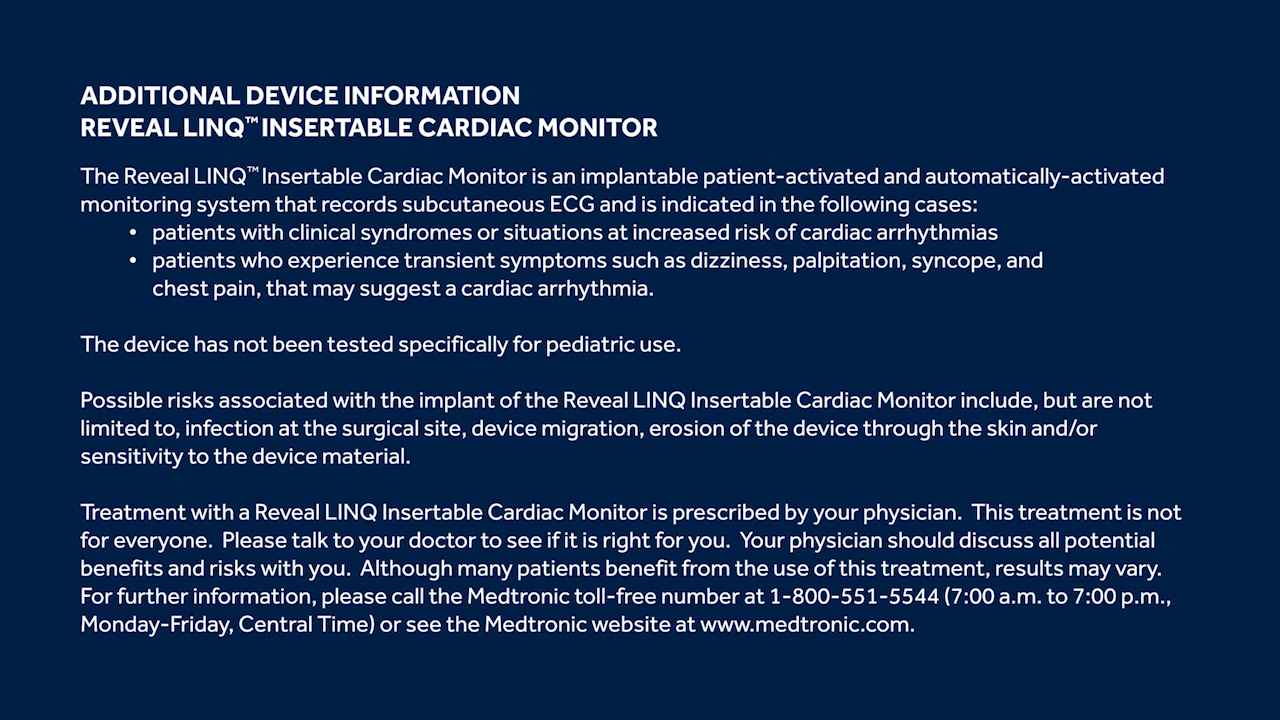 ADDITIONAL DEVICE INFORMATION
REVEAL LINQ™ INSERTABLE CARDIAC MONITOR
The Reveal LINQ™ Insertable Cardiac Monitor is an implantable patient-activated and automatically-activated
monitoring system that records subcutaneous ECG and is indicated in the following cases:
• patients with clinical syndromes or situations at increased risk of cardiac arrhythmias
• patients who experience transient symptoms such as dizziness, palpitation, syncope, and
chest pain, that may suggest a cardiac arrhythmia.
The device has not been tested specifically for pediatric use.
Possible risks associated with the implant of the Reveal LINQ Insertable Cardiac Monitor include, but are not
limited to, infection at the surgical site, device migration, erosion of the device through the skin and/or
sensitivity to the device material.
Treatment with a Reveal LINQ Insertable Cardiac Monitor is prescribed by your physician. This treatment is not
for everyone. Please talk to your doctor to see if it is right for you. Your physician should discuss all potential
benefits and risks with you. Although many patients benefit from the use of this treatment, results may vary.
For further information, please call the Medtronic toll-free number at 1-800-551-5544 (7:00 a.m. to 7:00 p.m.,
Monday-Friday, Central Time) or see the Medtronic website at www.medtronic.com.